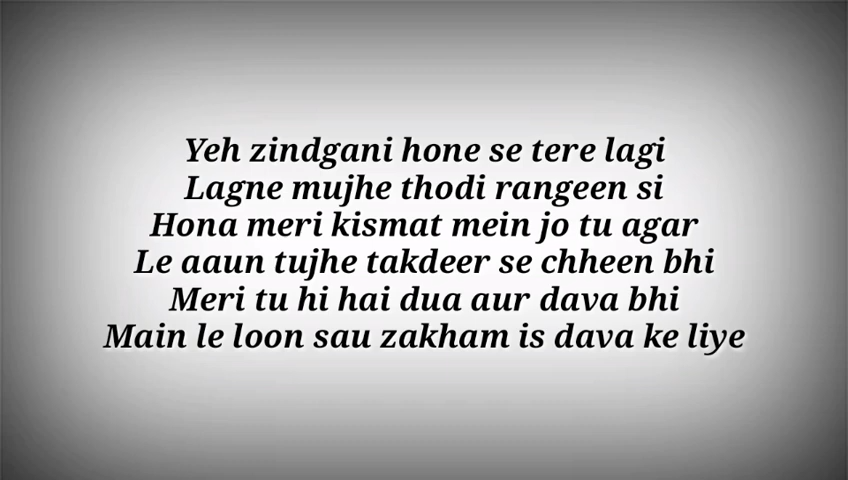 Yeh zindgani hone se tere lagi
Lagne mujhe thodi rangeen si
Hona meri kismat mein jo tu agar
Le aaun tujhe takdeer se chheen bhi
Meri tu hi hai dua aur dava bhi
Main le loon sau zakham is dava ke liye